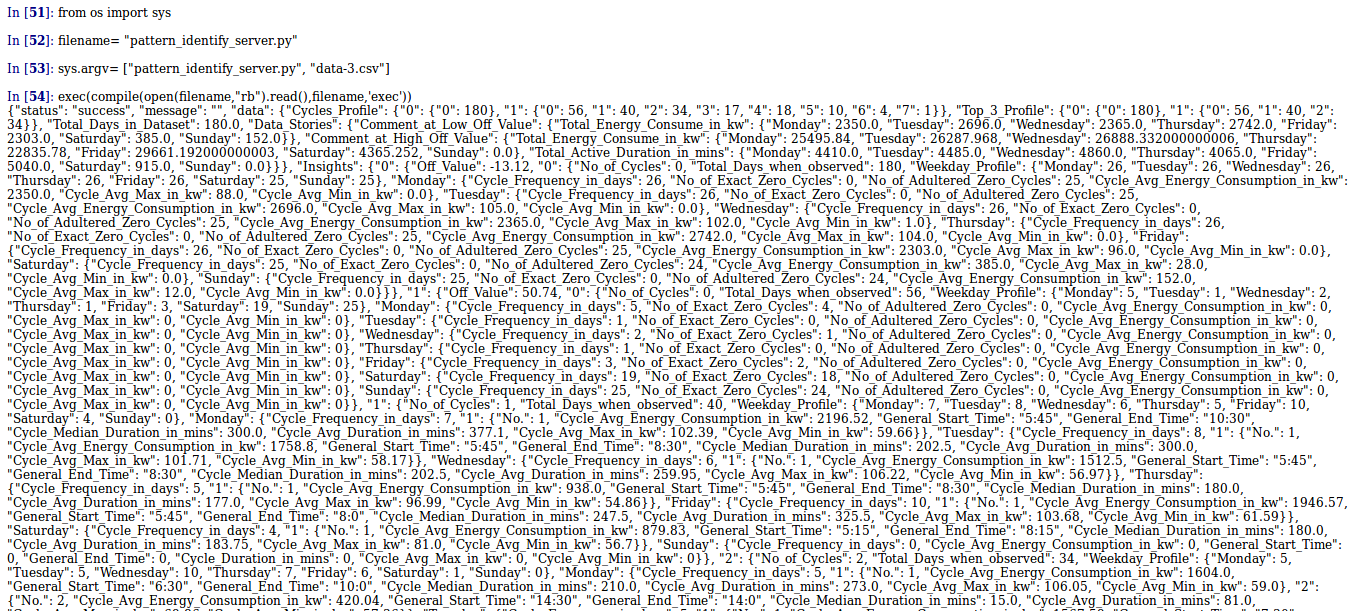 In [51]: from os import sys
In [52]: filename= "pattern_identify_server.py"
In [53]: sys.argv= ["pattern_identify_server.py", "data-3.csv"]
In [54]: exec(compile(open(filename,"rb").read(),filename,'exec'))
{"status": "success", "message": "", "data": {"Cycles_Profile": {"0": {"0": 180}, "1": {"0": 56, "1": 40, "2": 34, "3": 17, "4": 18, "5": 10, "6": 4, "7": 1}}, "Top_3_Profile": {"0": {"0": 180}, "1": {"0": 56, "1": 40, "2":
34}}, "Total_Days_in_Dataset": 180.0, "Data_Stories": {"Comment_at_Low_Off_Value": {"Total_Energy_Consume_in_kw": {"Monday": 2350.0, "Tuesday": 2696.0, "Wednesday": 2365.0, "Thursday": 2742.0, "Friday":
2303.0, "Saturday": 385.0, "Sunday": 152.0}}, "Comment_at_High_Off_Value": {"Total_Energy_Consume_in_kw": {"Monday": 25495.84, "Tuesday": 26287.968, "Wednesday": 26888.332000000006, "Thursday":
22835.78, "Friday": 29661.192000000003, "Saturday": 4365.252, "Sunday": 0.0}, "Total_Active_Duration_in_mins": {"Monday": 4410.0, "Tuesday": 4485.0, "Wednesday": 4860.0, "Thursday": 4065.0, "Friday":
5040.0, "Saturday": 915.0, "Sunday": 0.0}}}, "Insights": {"0": {"Off_Value": -13.12, "0": {"No_of_Cycles": 0, "Total_Days_when_observed": 180, "Weekday_Profile": {"Monday": 26, "Tuesday": 26, "Wednesday": 26,
"Thursday": 26, "Friday": 26, "Saturday": 25, "Sunday": 25}, "Monday": {"Cycle_Frequency_in_days": 26, "No_of_Exact_Zero_Cycles": 0, "No_of_Adultered_Zero_Cycles": 25, "Cycle_Avg_Energy_Consumption_in_kw":
2350.0, "Cycle_Avg_Max_in_kw": 88.0, "Cycle_Avg_Min_in_kw": 0.0}, "Tuesday": {"Cycle_Frequency_in_days": 26, "No_of_Exact_Zero_Cycles": 0, "No_of_Adultered_Zero_Cycles": 25,
"Cycle_Avg_Energy_Consumption_in_kw": 2696.0, "Cycle_Avg_Max_in_kw": 105.0, "Cycle_Avg_Min_in_kw": 0.0}, "Wednesday": {"Cycle_Frequency_in_days": 26, "No_of_Exact_Zero_Cycles": 0,
"No_of_Adultered_Zero_Cycles": 25, "Cycle_Avg_Energy_Consumption_in_kw": 2365.0, "Cycle_Avg_Max_in_kw": 102.0, "Cycle_Avg_Min_in_kw": 1.0}, "Thursday": {"Cycle_Frequency_in_days": 26,
"No_of_Exact_Zero_Cycles": 0, "No_of_Adultered_Zero_Cycles": 25, "Cycle_Avg_Energy_Consumption_in_kw": 2742.0, "Cycle_Avg_Max_in_kw": 104.0, "Cycle_Avg_Min_in_kw": 0.0}, "Friday":
{"Cycle_Frequency_in_days": 26, "No_of_Exact_Zero_Cycles": 0, "No_of_Adultered_Zero_Cycles": 25, "Cycle_Avg_Energy_Consumption_in_kw": 2303.0, "Cycle_Avg_Max_in_kw": 96.0, "Cycle_Avg_Min_in_kw": 0.0},
"Saturday": {"Cycle_Frequency_in_days": 25, "No_of_Exact_Zero_Cycles": 0, "No_of_Adultered_Zero_Cycles": 24, "Cycle_Avg_Energy_Consumption_in_kw": 385.0, "Cycle_Avg_Max_in_kw": 28.0,
"Cycle_Avg_Min_in_kw": 0.0}, "Sunday": {"Cycle_Frequency_in_days": 25, "No_of_Exact_Zero_Cycles": 0, "No_of_Adultered_Zero_Cycles": 24, "Cycle_Avg_Energy_Consumption_in_kw": 152.0,
"Cycle_Avg_Max_in_kw": 12.0, "Cycle_Avg_Min_in_kw": 0.0}}}, "1": {"Off_Value": 50.74, "0": {"No_of_Cycles": 0, "Total_Days_when_observed": 56, "Weekday_Profile": {"Monday": 5, "Tuesday": 1, "Wednesday": 2,
"Thursday": 1, "Friday": 3, "Saturday": 19, "Sunday": 25}, "Monday": {"Cycle_Frequency_in_days": 5, "No_of_Exact_Zero_Cycles": 4, "No_of_Adultered_Zero_Cycles": 0, "Cycle_Avg_Energy_Consumption_in_kw": 0,
"Cycle_Avg_Max_in_kw": 0, "Cycle_Avg_Min_in_kw": 0}, "Tuesday": {"Cycle_Frequency_in_days": 1, "No_of_Exact_Zero_Cycles": 0, "No_of_Adultered_Zero_Cycles": 0, "Cycle_Avg_Energy_Consumption_in_kw": 0,
"Cycle_Avg_Max_in_kw": 0, "Cycle_Avg_Min_in_kw": 0}, "Wednesday": {"Cycle_Frequency_in_days": 2, "No_of_Exact_Zero_Cycles": 1, "No_of_Adultered_Zero_Cycles": 0, "Cycle_Avg_Energy_Consumption_in_kw": 0,
"Cycle_Avg_Max_in_kw": 0, "Cycle_Avg_Min_in_kw": 0}, "Thursday": {"Cycle_Frequency_in_days": 1, "No_of_Exact_Zero_Cycles": 0, "No_of_Adultered_Zero_Cycles": 0, "Cycle_Avg_Energy_Consumption_in_kw": 0,
"Cycle_Avg_Max_in_kw": 0, "Cycle_Avg_Min_in_kw": 0}, "Friday": {"Cycle_Frequency_in_days": 3, "No_of_Exact_Zero_Cycles": 2, "No_of_Adultered_Zero_Cycles": 0, "Cycle_Avg_Energy_Consumption_in_kw": 0,
"Cycle_Avg_Max_in_kw": 0, "Cycle_Avg_Min_in_kw": 0}, "Saturday": {"Cycle_Frequency_in_days": 19, "No_of_Exact_Zero_Cycles": 18, "No_of_Adultered_Zero_Cycles": 0, "Cycle_Avg_Energy_Consumption_in_kw": 0,
"Cycle_Avg_Max_in_kw": 0, "Cycle_Avg_Min_in_kw": 0}, "Sunday": {"Cycle_Frequency_in_days": 25, "No_of_Exact_Zero_Cycles": 24, "No_of_Adultered_Zero_Cycles": 0, "Cycle_Avg_Energy_Consumption_in_kw": 0,
"Cycle_Avg_Max_in_kw": 0, "Cycle_Avg_Min_in_kw": 0}}, "1": {"No_of_Cycles": 1, "Total_Days_when_observed": 40, "Weekday_Profile": {"Monday": 7, "Tuesday": 8, "Wednesday": 6, "Thursday": 5, "Friday": 10,
"Saturday": 4, "Sunday": 0}, "Monday": {"Cycle_Frequency_in_days": 7, "1": {"No.": 1, "Cycle_Avg_Energy_Consumption_in_kw": 2196.52, "General_Start_Time": "5:45", "General_End_Time": "10:30",
"Cycle_Median_Duration_in_mins": 300.0, "Cycle_Avg_Duration_in_mins": 377.1, "Cycle_Avg_Max_in_kw": 102.39, "Cycle_Avg_Min_in_kw": 59.66}}, "Tuesday": {"Cycle_Frequency_in_days": 8, "1": {"No.": 1,
"Cycle_Avg_Energy_Consumption_in_kw": 1758.8, "General_Start_Time": "5:45", "General_End_Time": "8:30", "Cycle_Median_Duration_in_mins": 202.5, "Cycle_Avg_Duration_in_mins": 300.0,
"Cycle_Avg_Max_in_kw": 101.71, "Cycle_Avg_Min_in_kw": 58.17}}, "Wednesday": {"Cycle_Frequency_in_days": 6, "1": {"No.": 1, "Cycle_Avg_Energy_Consumption_in_kw": 1512.5, "General_Start_Time": "5:45",
"General_End_Time": "8:30", "Cycle_Median_Duration_in_mins": 202.5, "Cycle_Avg_Duration_in_mins": 259.95, "Cycle_Avg_Max_in_kw": 106.22, "Cycle_Avg_Min_in_kw": 56.97}}, "Thursday":
{"Cycle_Frequency_in_days": 5, "1": {"No.": 1, "Cycle_Avg_Energy_Consumption_in_kw": 938.0, "General_Start_Time": "5:45", "General_End_Time": "8:30", "Cycle_Median_Duration_in_mins": 180.0,
"Cycle_Avg_Duration_in_mins": 177.0, "Cycle_Avg_Max_in_kw": 96.99, "Cycle_Avg_Min_in_kw": 54.86}}, "Friday": {"Cycle_Frequency_in_days": 10, "1": {"No.": 1, "Cycle_Avg_Energy_Consumption_in_kw": 1946.57,
"General_Start_Time": "5:45", "General_End_Time": "8:0", "Cycle_Median_Duration_in_mins": 247.5, "Cycle_Avg_Duration_in_mins": 325.5, "Cycle_Avg_Max_in_kw": 103.68, "Cycle_Avg_Min_in_kw": 61.59}},
"Saturday": {"Cycle_Frequency_in_days": 4, "1": {"No.": 1, "Cycle_Avg_Energy_Consumption_in_kw": 879.83, "General_Start_Time": "5:15", "General_End_Time": "8:15", "Cycle_Median_Duration_in_mins": 180.0,
"Cycle_Avg_Duration_in_mins": 183.75, "Cycle_Avg_Max_in_kw": 81.0, "Cycle_Avg_Min_in_kw": 56.7}}, "Sunday": {"Cycle_Frequency_in_days": 0, "Cycle_Avg_Energy_Consumption_in_kw": 0, "General_Start_Time":
0, "General_End_Time": 0, "Cycle_Duration_in_mins": 0, "Cycle_Avg_Max_in_kw": 0, "Cycle_Avg_Min_in_kw": 0}}, "2": {"No_of_Cycles": 2, "Total_Days_when_observed": 34, "Weekday_Profile": {"Monday": 5,
"Tuesday": 5, "Wednesday": 10, "Thursday": 7, "Friday": 6, "Saturday": 1, "Sunday": 0}, "Monday": {"Cycle_Frequency_in_days": 5, "1": {"No.": 1, "Cycle_Avg_Energy_Consumption_in_kw": 1604.0,
"General_Start_Time": "6:30", "General_End_Time": "10:0", "Cycle_Median_Duration_in_mins": 210.0, "Cycle_Avg_Duration_in_mins": 273.0, "Cycle_Avg_Max_in_kw": 106.05, "Cycle_Avg_Min_in_kw": 59.0}, "2":
{"No.": 2, "Cycle_Avg_Energy_Consumption_in_kw": 420.04, "General_Start_Time": "14:30", "General_End_Time": "14:0", "Cycle_Median_Duration_in_mins": 15.0, "Cycle_Avg_Duration_in_mins": 81.0,